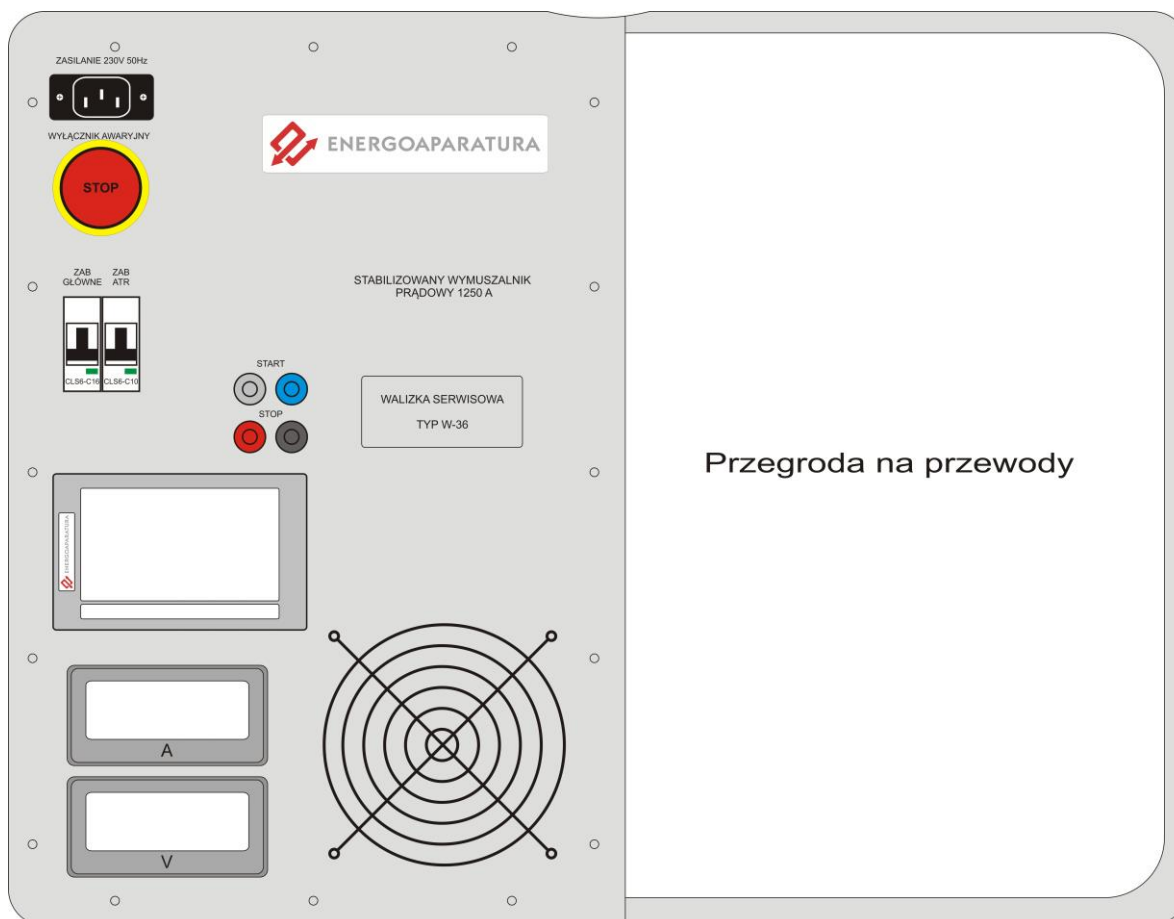 ZASILANIE 230V 50Hz
WYŁĄCZNIK AWARYJNY
STOP
ENERGOAPARATURA
ZAB
GŁÓWNE
ZAB
ATR
CLS6-C16
CLS6-C10
STABILIZOWANY WYMUSZALNIK
PRĄDOWY 1250 A
START
STOP
WALIZKA SERWISOWA
TYP W-36
Przegroda na przewody
ENERGOAPARATURA
A
V